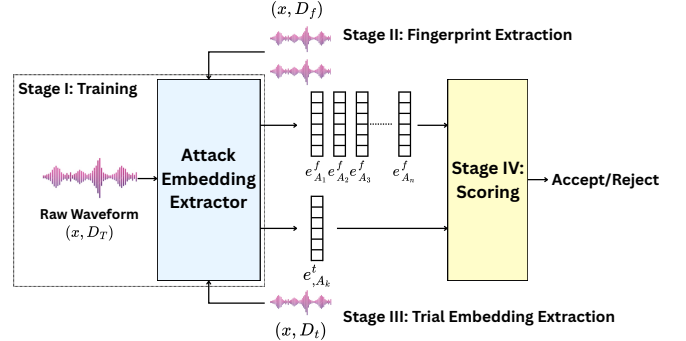 (x, D_f)
Stage II: Fingerprint Extraction
Stage I: Training
Attack
Embedding
Extractor
Raw Waveform
(x, D_T)
e^f_{A_1} e^f_{A_2} e^f_{A_3} e^f_{A_n}
Stage IV:
Scoring
Accept/Reject
e^t_{,A_k}
(x, D_t)
Stage III: Trial Embedding Extraction